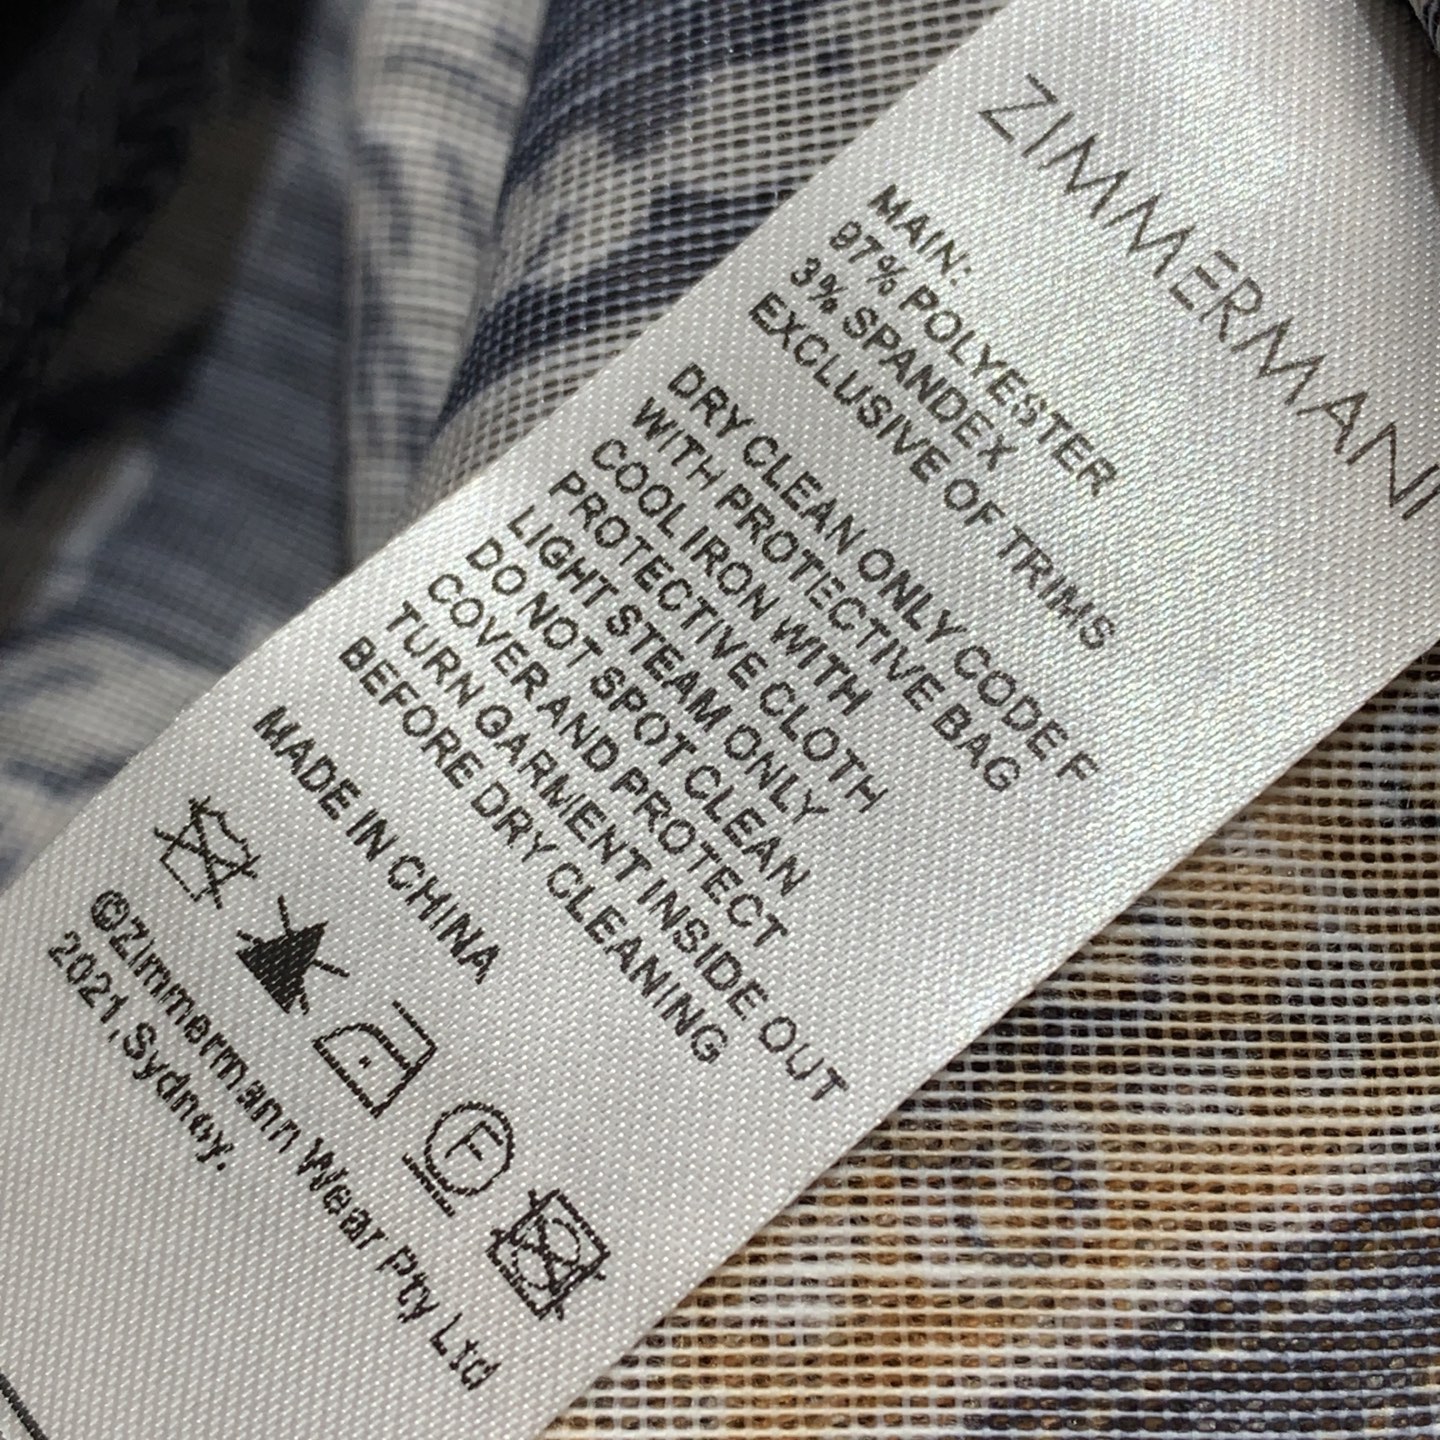 ZIMMERMANN
MAIN:
97% POLYESTER
3% SPANDEX
EXCLUSIVE OF TRIMS
DRY CLEAN ONLY CODE F
WITH PROTECTIVE BAG
COOL IRON WITH
PROTECTIVE CLOTH
LIGHT STEAM ONLY
DO NOT SPOT CLEAN
COVER AND PROTECT
TURN GARMENT INSIDE OUT
BEFORE DRY CLEANING
MADE IN CHINA
F
©Zimmermann Wear Pty Ltd
2021,Sydney.